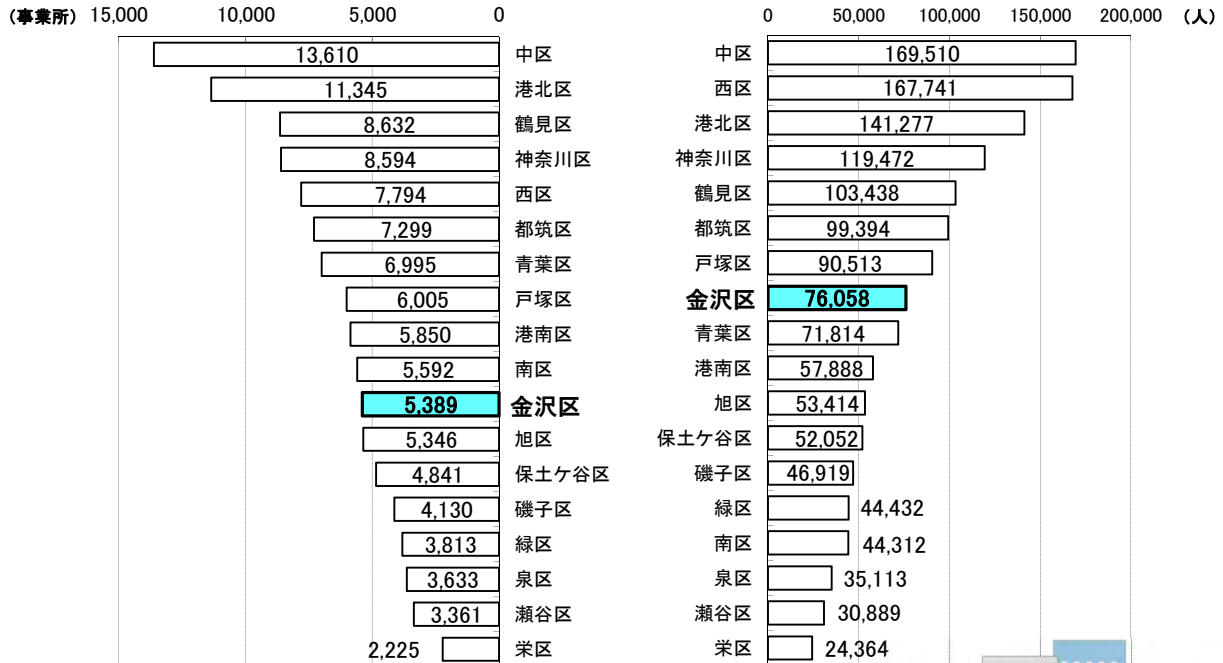 (事業所) 15,000 10,000 5,000 0 0 50,000 100,000 150,000 200,000 (人)
13,610 中区 中区 169,510
11,345 港北区 西区 167,741
8,632 鶴見区 港北区 141,277
8,594 神奈川区 神奈川区 119,472
7,794 西区 鶴見区 103,438
7,299 都筑区 都筑区 99,394
6,995 青葉区 戸塚区 90,513
6,005 戸塚区 金沢区 76,058
5,850 港南区 青葉区 71,814
5,592 南区 港南区 57,888
5,389 金沢区 旭区 53,414
5,346 旭区 保土ケ谷区 52,052
4,841 保土ケ谷区 磯子区 46,919
4,130 磯子区 緑区 44,432
3,813 緑区 南区 44,312
3,633 泉区 泉区 35,113
3,361 瀬谷区 瀬谷区 30,889
2,225 栄区 栄区 24,364